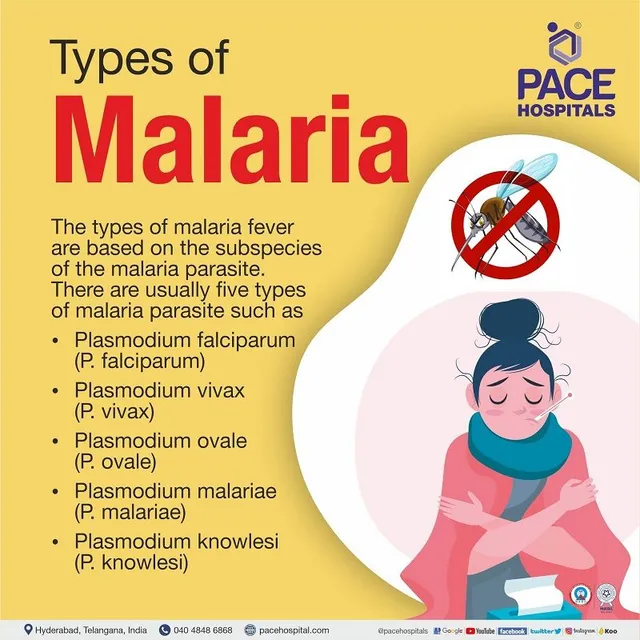 Types of
Malaria
®
PACE
HOSPITALS
The types of malaria fever
are based on the subspecies
of the malaria parasite.
There are usually five types
of malaria parasite such as
• Plasmodium falciparum
(P. falciparum)
• Plasmodium vivax
(P. vivax)
• Plasmodium ovale
(P. ovale)
• Plasmodium malariae
(P. malariae)
• Plasmodium knowlesi
(P. knowlesi)
Hyderabad, Telangana, India 040 4848 6868 pacehospital.com @pacehospitals Google YouTube facebook twitter Instagram Koo